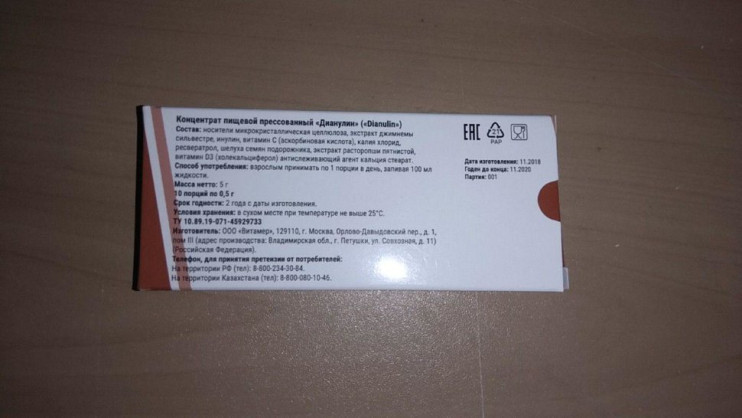 Концентрат пищевой прессованный «Дианулин» («Dianulin»)
Состав: носители микрокристаллическая целлюлоза, экстракт джимнемы
сильвестре, инулин, витамин С (аскорбиновая кислота), калия хлорид,
ресвератрол, шелуха семян подорожника, экстракт расторопши пятнистой,
витамин D3 (холекальциферол) антислеживающий агент кальция стеарат.
Способ употребления: взрослым принимать по 1 порции в день, запивая 100 мл
жидкости.
Масса нетто: 5 г
10 порций по 0,5 г
Срок годности: 2 года с даты изготовления.
Условия хранения: в сухом месте при температуре не выше 25°С.
ТУ 10.89.19-071-45929733
Изготовитель: ООО «Витамер», 129110, г. Москва, Орлово-Давыдовский пер., д. 1,
пом III (адрес производства: Владимирская обл., г. Петушки, ул. Совхозная, д. 11)
(Российская Федерация).
Телефон, для принятия претензии от потребителей:
На территории РФ (тел): 8-800-234-30-84.
На территории Казахстана (тел): 8-800-080-10-46.
EAC
21
PAP
Дата изготовления: 11.2018
Годен до конца: 11.2020
Партия: 001